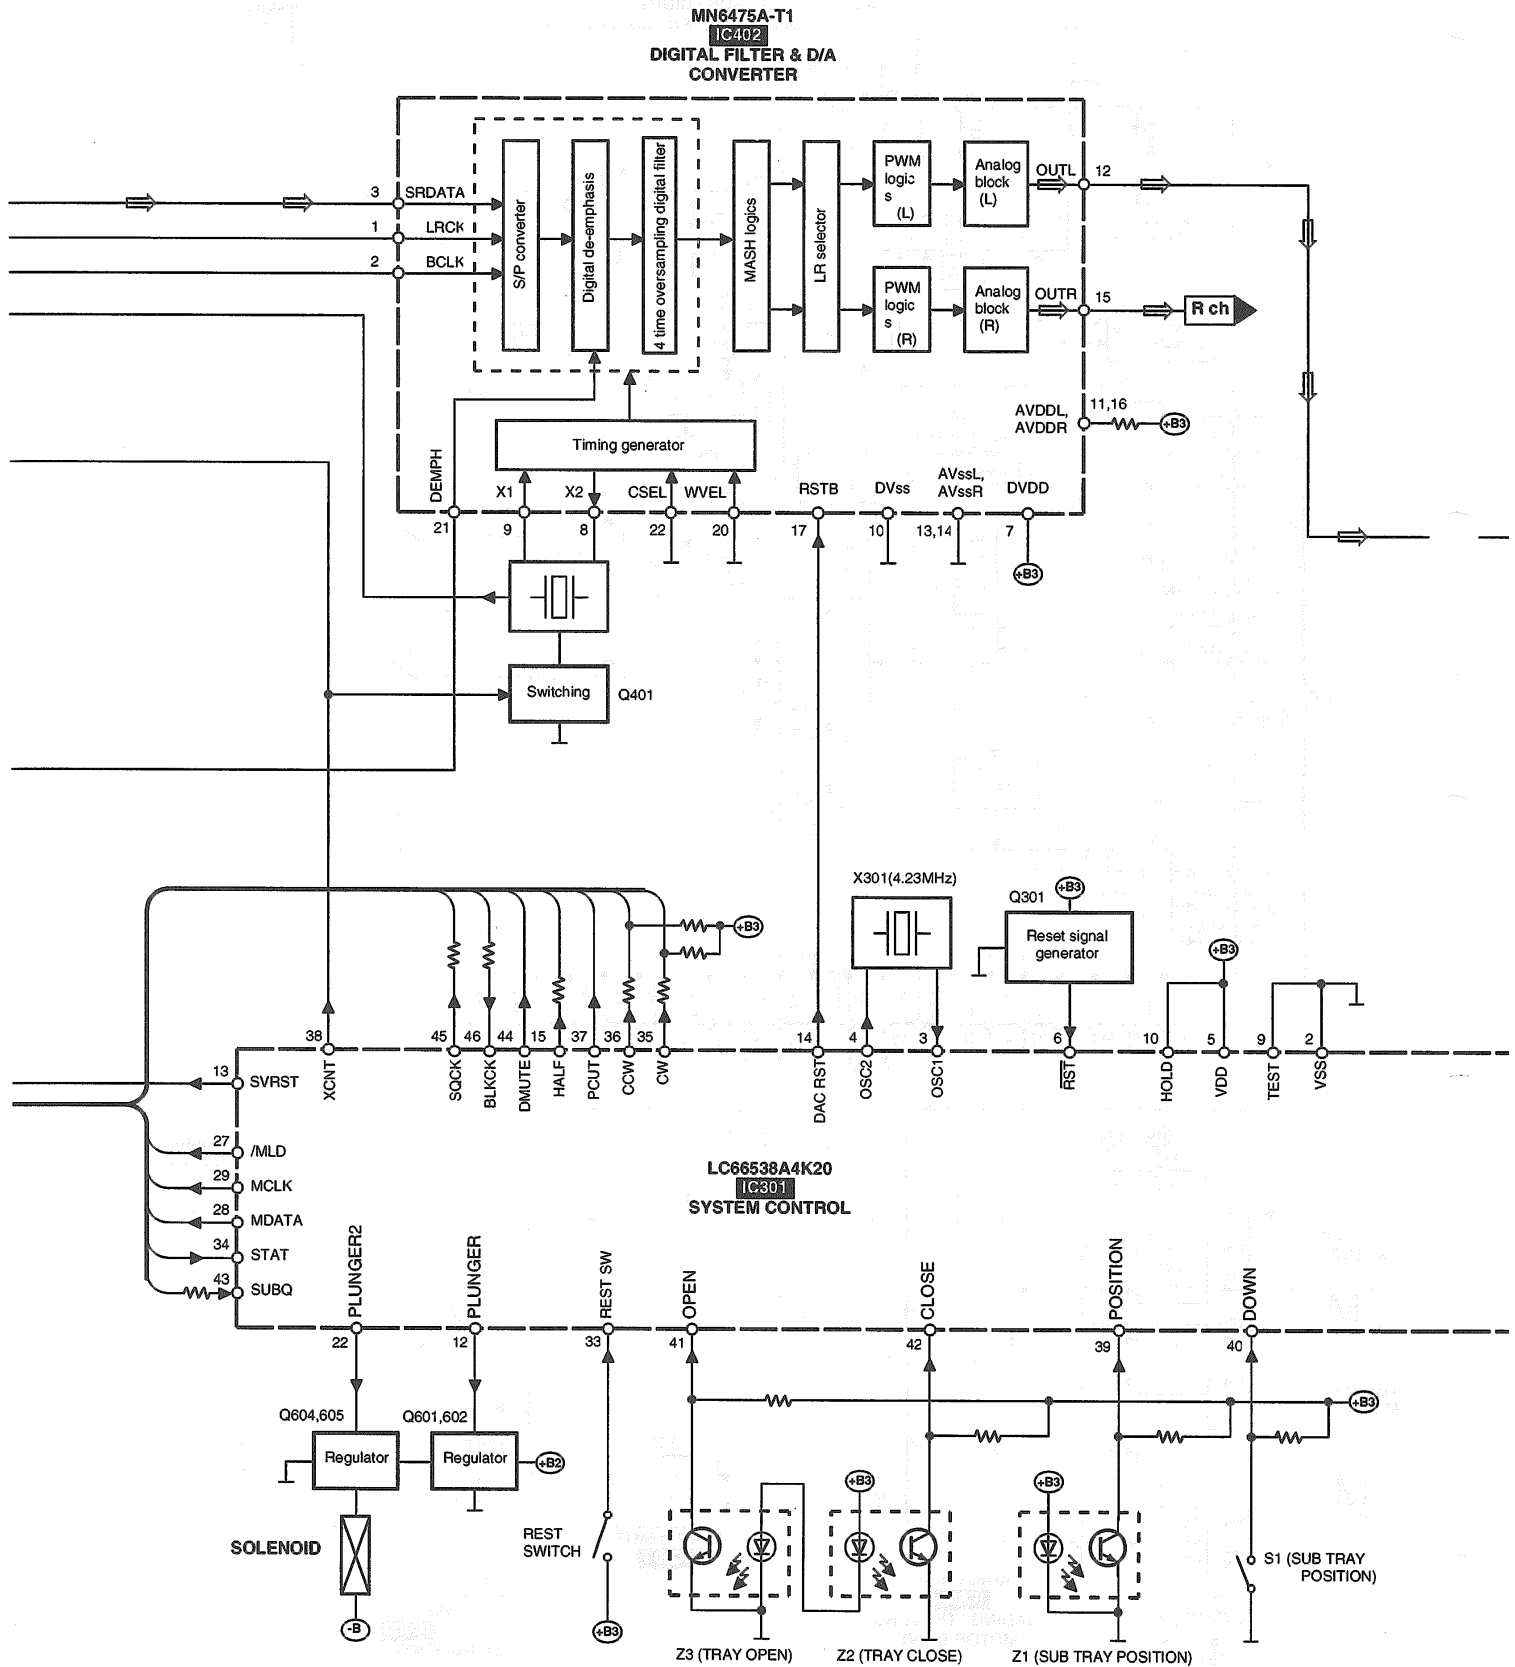 MN6475A-T1
IC402
DIGITAL FILTER & D/A
CONVERTER
3 SRDATA
1 LRCK
2 BCLK
S/P converter
Digital de-emphasis
4 time oversampling digital filter
MASH logics
LR selector
PWM
logic
s
(L)
Analog
block
(L)
OUTL 12
PWM
logic
s
(R)
Analog
block
(R)
OUTR 15
R ch
AVDDL,
AVDDR
11,16
+B3
Timing generator
DEMPH
X1
X2
CSEL
WVEL
RSTB
DVss
AVssL,
AVssR
DVDD
21
9
8
22
20
17
10
13,14
7
+B3
Switching
Q401
X301(4.23MHz)
Q301
+B3
Reset signal
generator
+B3
+B3
38
45
46
44
15
37
36
35
14
4
3
6
10
5
9
2
XCNT
SQCK
BLKCK
DMUTE
HALF
PCUT
CCW
CW
DAC RST
OSC2
OSC1
RST
HOLD
VDD
TEST
VSS
13 SVRST
27 /MLD
29 MCLK
28 MDATA
34 STAT
43 SUBQ
LC66538A4K20
IC301
SYSTEM CONTROL
PLUNGER2
PLUNGER
REST SW
OPEN
CLOSE
POSITION
DOWN
22
12
33
41
42
39
40
+B3
Q604,605
Q601,602
Regulator
Regulator
+B2
+B3
+B3
SOLENOID
REST
SWITCH
S1 (SUB TRAY
POSITION)
-B
+B3
Z3 (TRAY OPEN)
Z2 (TRAY CLOSE)
Z1 (SUB TRAY POSITION)